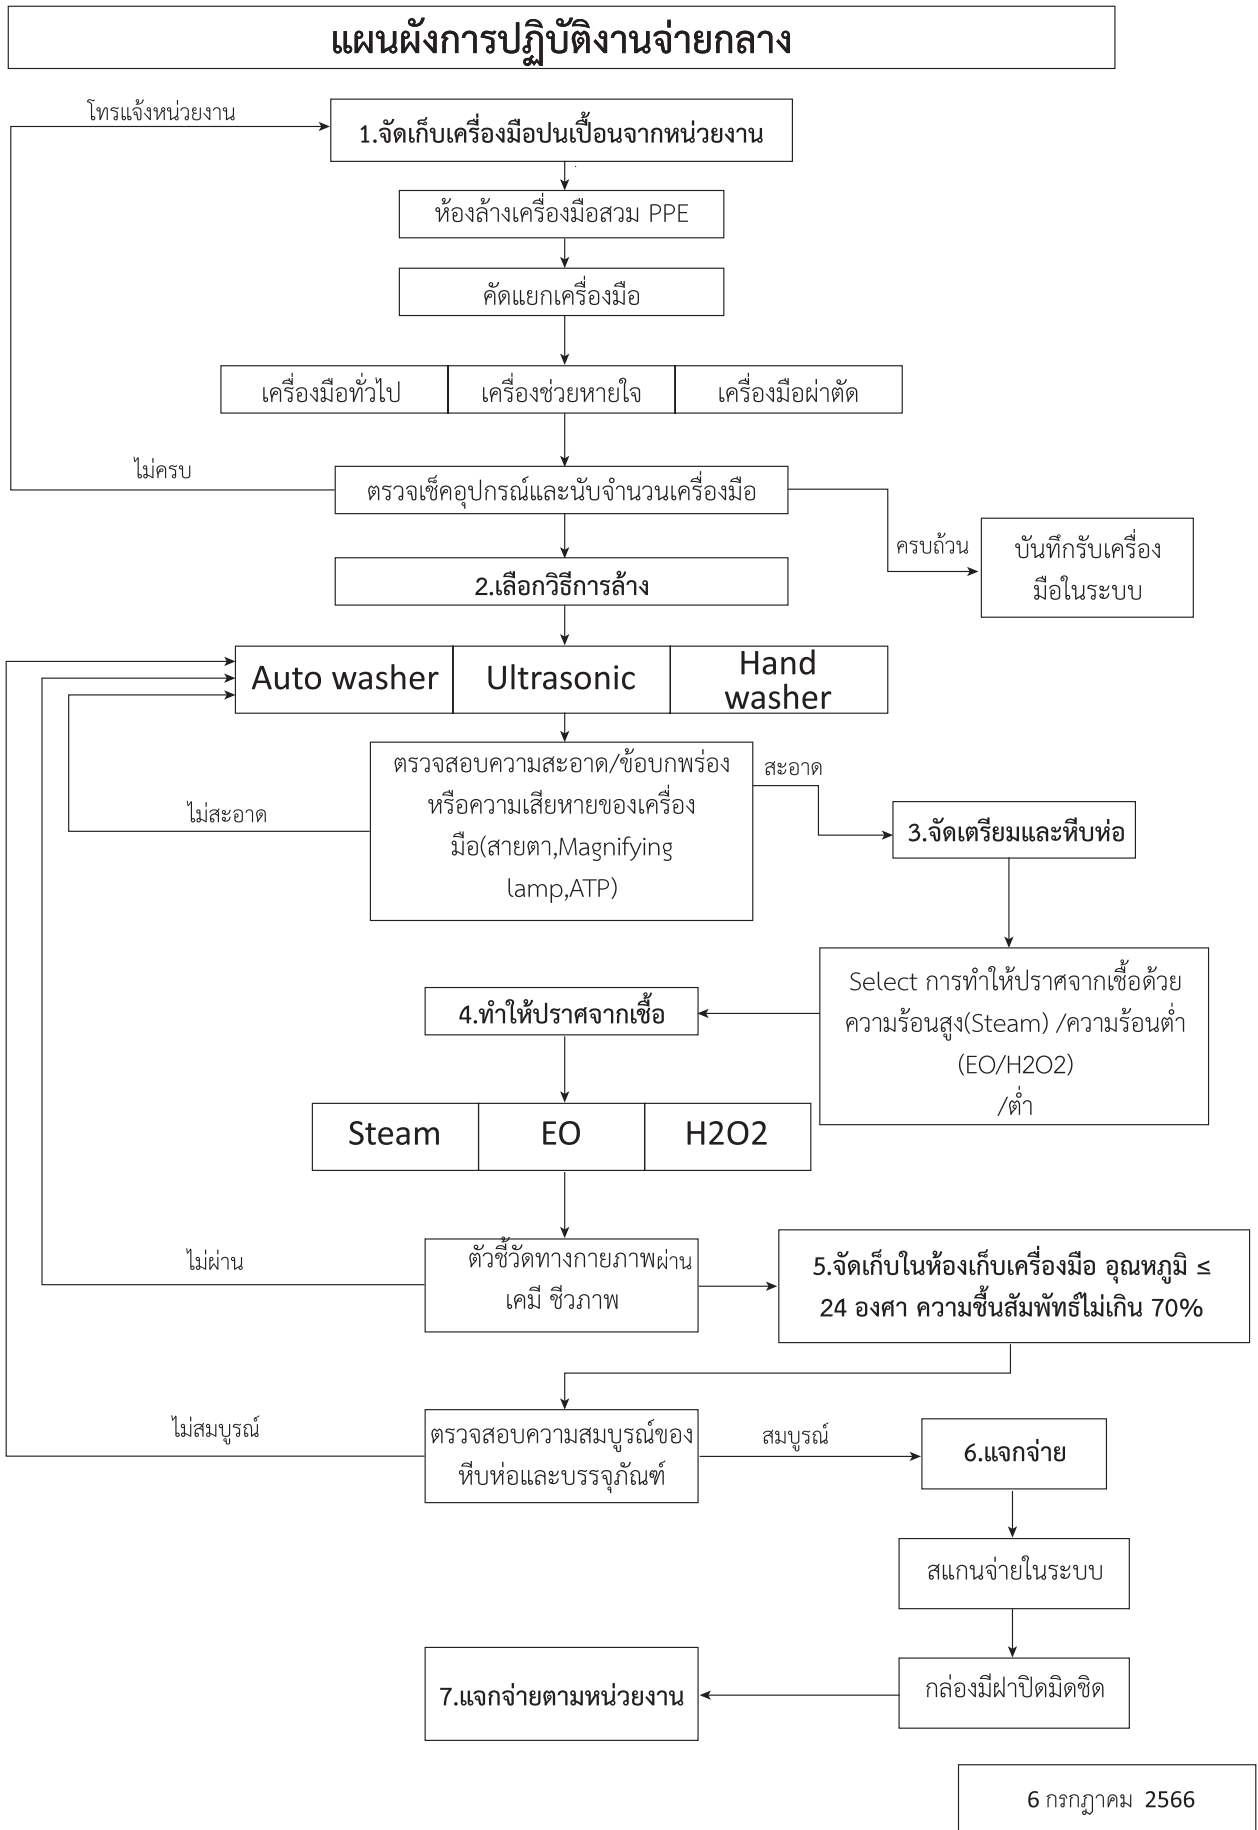 แผนผังการปฏิบัติงานจ่ายกลาง
โทรแจ้งหน่วยงาน
1.จัดเก็บเครื่องมือปนเปื้อนจากหน่วยงาน
ห้องล้างเครื่องมือสวม PPE
คัดแยกเครื่องมือ
เครื่องมือทั่วไป
เครื่องช่วยหายใจ
เครื่องมือผ่าตัด
ไม่ครบ
ตรวจเช็คอุปกรณ์และนับจำนวนเครื่องมือ
ครบถ้วน
บันทึกรับเครื่อง
มือในระบบ
2.เลือกวิธีการล้าง
Auto washer
Ultrasonic
Hand
washer
ตรวจสอบความสะอาด/ข้อบกพร่อง
หรือความเสียหายของเครื่อง
มือ(สายตา,Magnifying
lamp,ATP)
สะอาด
ไม่สะอาด
3.จัดเตรียมและหีบห่อ
Select การทำให้ปราศจากเชื้อด้วย
ความร้อนสูง(Steam) /ความร้อนต่ำ
(EO/H2O2)
/ต่ำ
4.ทำให้ปราศจากเชื้อ
Steam
EO
H2O2
ไม่ผ่าน
ตัวชี้วัดทางกายภาพ
เคมี ชีวภาพ
ผ่าน
5.จัดเก็บในห้องเก็บเครื่องมือ อุณหภูมิ ≤
24 องศา ความชื้นสัมพัทธ์ไม่เกิน 70%
ไม่สมบูรณ์
ตรวจสอบความสมบูรณ์ของ
หีบห่อและบรรจุภัณฑ์
สมบูรณ์
6.แจกจ่าย
สแกนจ่ายในระบบ
กล่องมีฝาปิดมิดชิด
7.แจกจ่ายตามหน่วยงาน
6 กรกฎาคม 2566